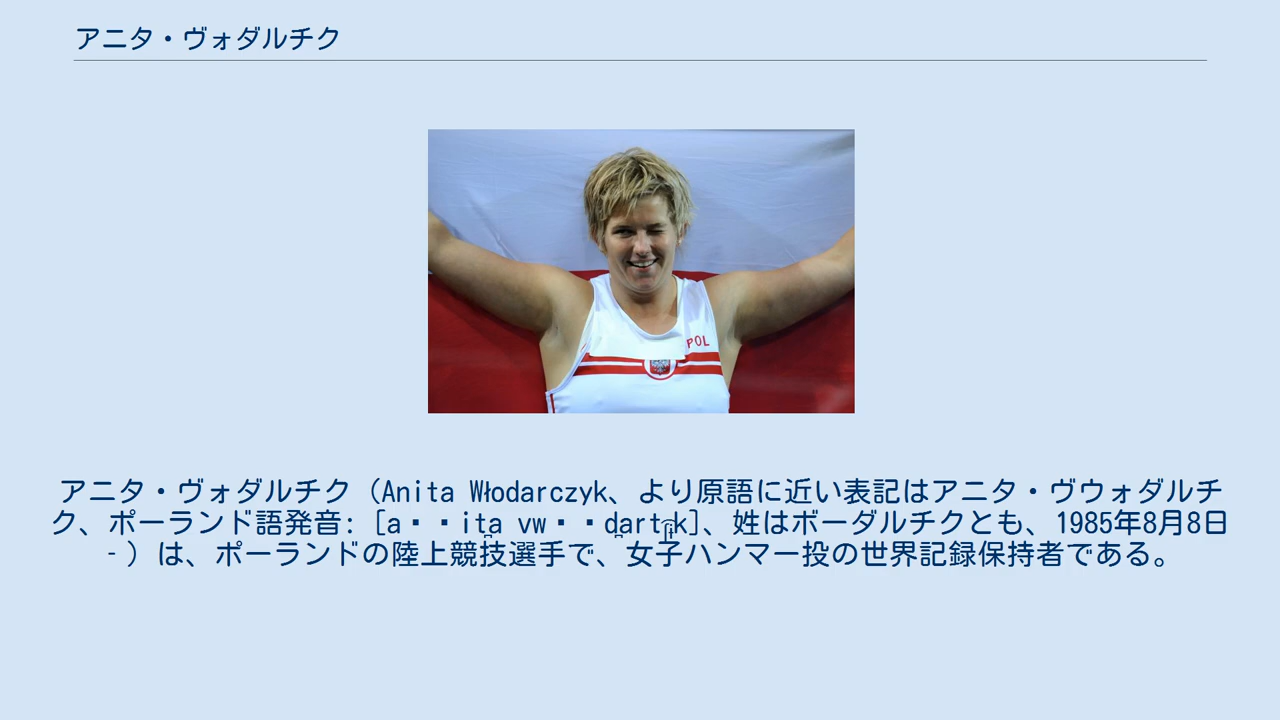 アニタ・ヴォダルチク
POL
アニタ・ヴォダルチク（Anita Włodarczyk、より原語に近い表記はアニタ・ヴウォダルチ
ク、ポーランド語発音: [a
vw
]、姓はボーダルチクとも、1985年8月8日
- ）は、ポーランドの陸上競技選手で、女子ハンマー投の世界記録保持者である。